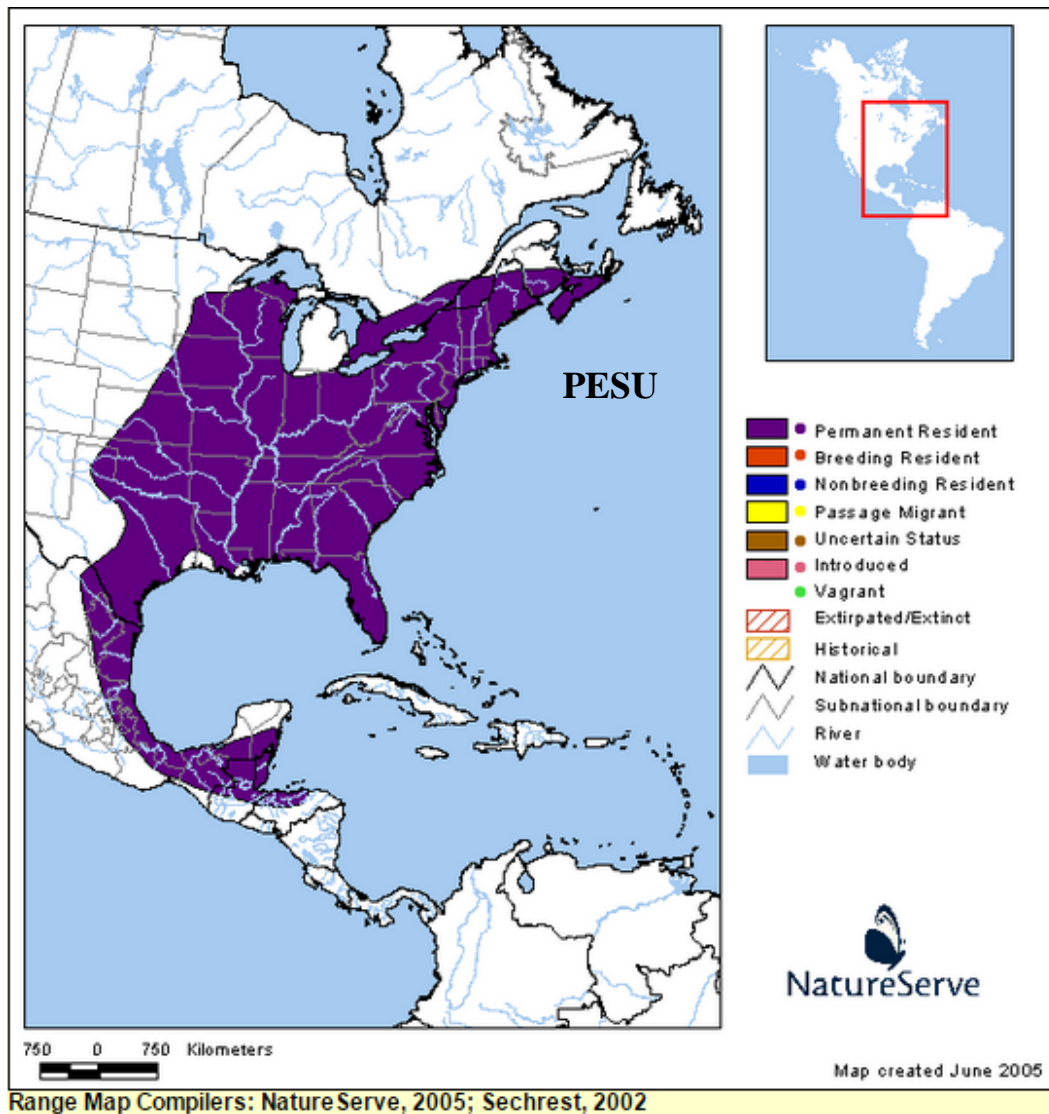 PESU
Permanent Resident
Breeding Resident
Nonbreeding Resident
Passage Migrant
Uncertain Status
Introduced
Vagrant
Extirpated/Extinct
Historical
National boundary
Subnational boundary
River
Water body
NatureServe
750 0 750 Kilometers
Map created June 2005
Range Map Compilers: NatureServe, 2005; Sechrest, 2002